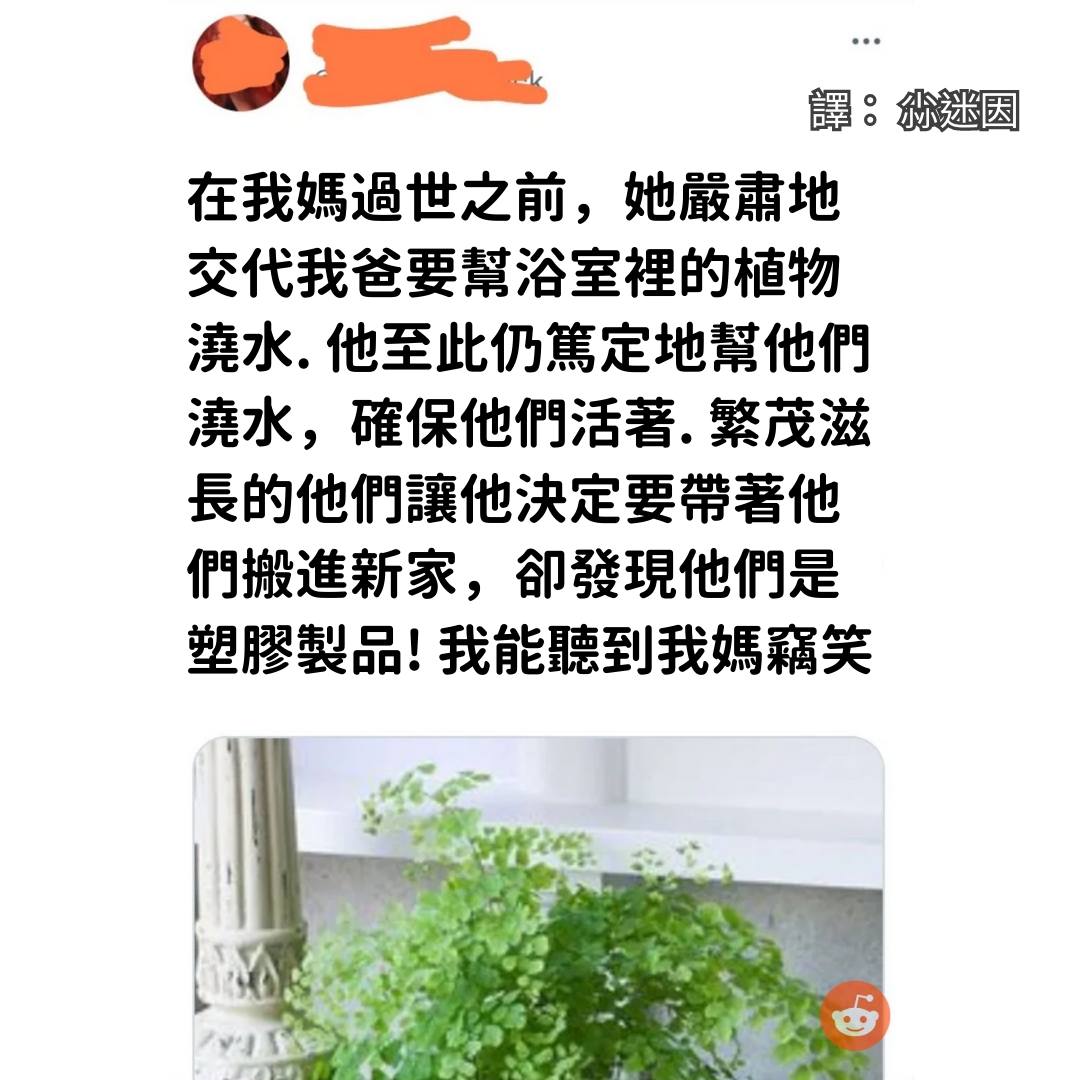 譯：尛迷因
在我媽過世之前，她嚴肅地
交代我爸要幫浴室裡的植物
澆水. 他至此仍篤定地幫他們
澆水，確保他們活著. 繁茂滋
長的他們讓他決定要帶著他
們搬進新家，卻發現他們是
塑膠製品! 我能聽到我媽竊笑